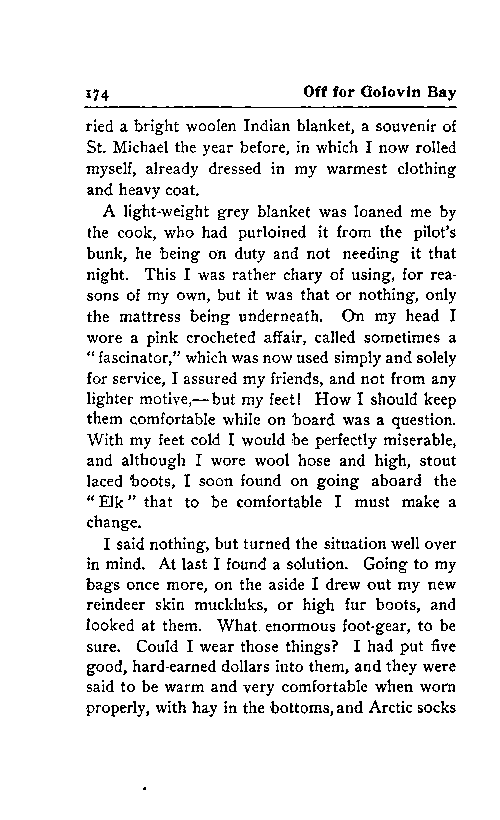 174 Off for Golovin Bay
ried a bright woolen Indian blanket, a souvenir of
St. Michael the year before, in which I now rolled
myself, already dressed in my warmest clothing
and heavy coat.
A light-weight grey blanket was loaned me by
the cook, who had purloined it from the pilot's
bunk, he being on duty and not needing it that
night. This I was rather chary of using, for rea-
sons of my own, but it was that or nothing, only
the mattress being underneath. On my head I
wore a pink crocheted affair, called sometimes a
"fascinator," which was now used simply and solely
for service, I assured my friends, and not from any
lighter motive,—but my feet! How I should keep
them comfortable while on board was a question.
With my feet cold I would be perfectly miserable,
and although I wore wool hose and high, stout
laced boots, I soon found on going aboard the
"Elk" that to be comfortable I must make a
change.
I said nothing, but turned the situation well over
in mind. At last I found a solution. Going to my
bags once more, on the aside I drew out my new
reindeer skin muckluks, or high fur boots, and
looked at them. What enormous foot-gear, to be
sure. Could I wear those things? I had put five
good, hard-earned dollars into them, and they were
said to be warm and very comfortable when worn
properly, with hay in the bottoms, and Arctic socks